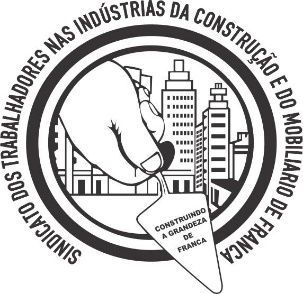 SINDICATO DOS TRABALHADORES NAS INDÚSTRIAS DA CONSTRUÇÃO E DO MOBILIÁRIO DE FRANCA
CONSTRUINDO
A GRANDEZA
DE
FRANCA